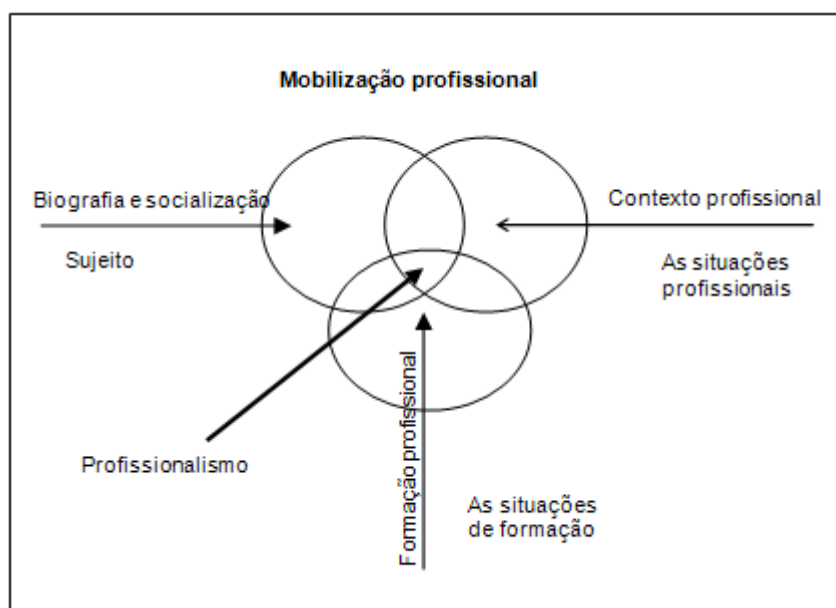 Mobilização profissional
Biografia e socialização
Sujeito
Contexto profissional
As situações
profissionais
Profissionalismo
Formação profissional
As situações
de formação